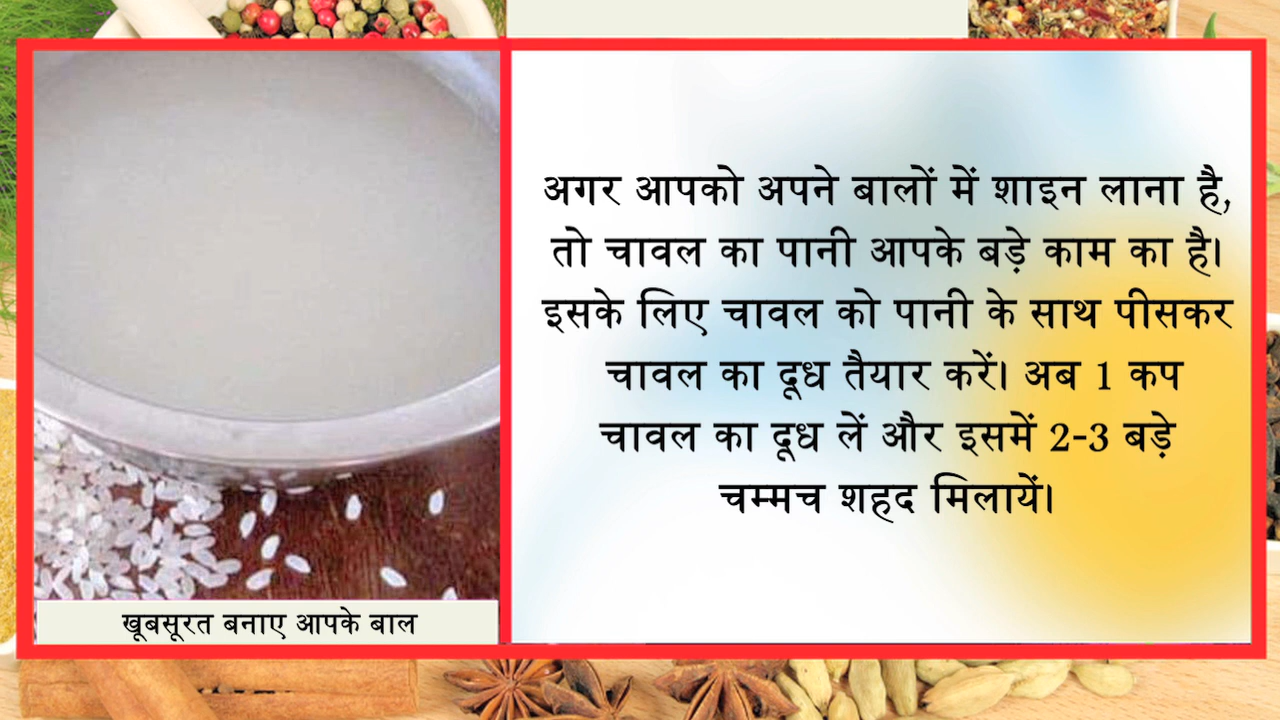 अगर आपको अपने बालों में शाइन लाना है,
तो चावल का पानी आपके बड़े काम का है।
इसके लिए चावल को पानी के साथ पीसकर
चावल का दूध तैयार करें। अब 1 कप
चावल का दूध लें और इसमें 2-3 बड़े
चम्मच शहद मिलायें।
खूबसूरत बनाए आपके बाल